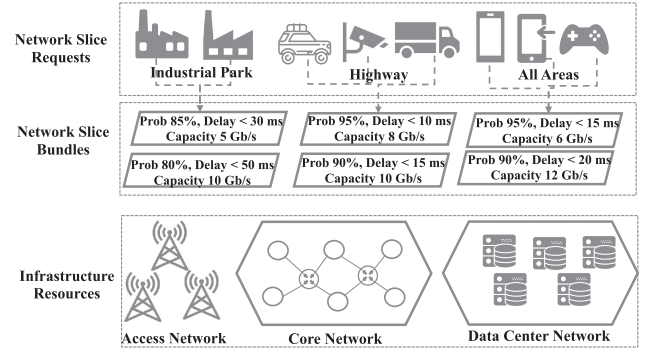 Network Slice
Requests
Industrial Park
Highway
All Areas
Network Slice
Bundles
Prob 85%, Delay < 30 ms
Capacity 5 Gb/s
Prob 95%, Delay < 10 ms
Capacity 8 Gb/s
Prob 95%, Delay < 15 ms
Capacity 6 Gb/s
Prob 80%, Delay < 50 ms
Capacity 10 Gb/s
Prob 90%, Delay < 15 ms
Capacity 10 Gb/s
Prob 90%, Delay < 20 ms
Capacity 12 Gb/s
Infrastructure
Resources
Access Network
Core Network
Data Center Network